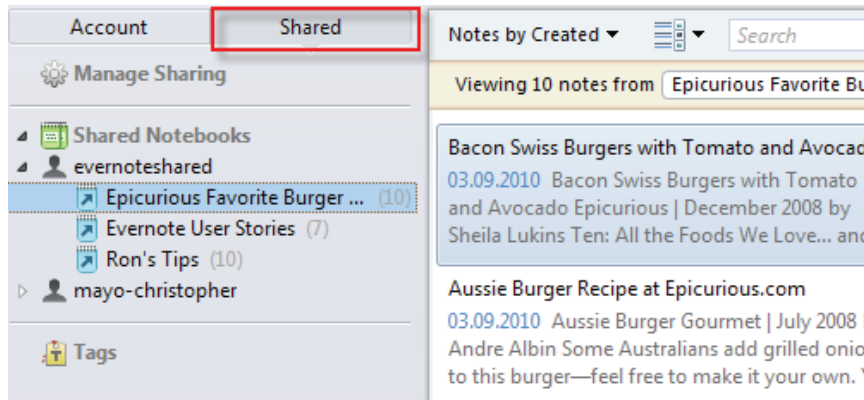 Account
Shared
Manage Sharing
Shared Notebooks
evernoteshared
Epicurious Favorite Burger ... (10)
Evernote User Stories (7)
Ron's Tips (10)
mayo-christopher
Tags
Notes by Created
Search
Viewing 10 notes from Epicurious Favorite
Bacon Swiss Burgers with Tomato and
03.09.2010 Bacon Swiss Burgers with Tomato
and Avocado Epicurious | December 2008 by
Sheila Lukins Ten: All the Foods We Love...
Aussie Burger Recipe at Epicurious.com
03.09.2010 Aussie Burger Gourmet | July 2008
Andre Albin Some Australians add grilled
to this burger—feel free to make it your own.